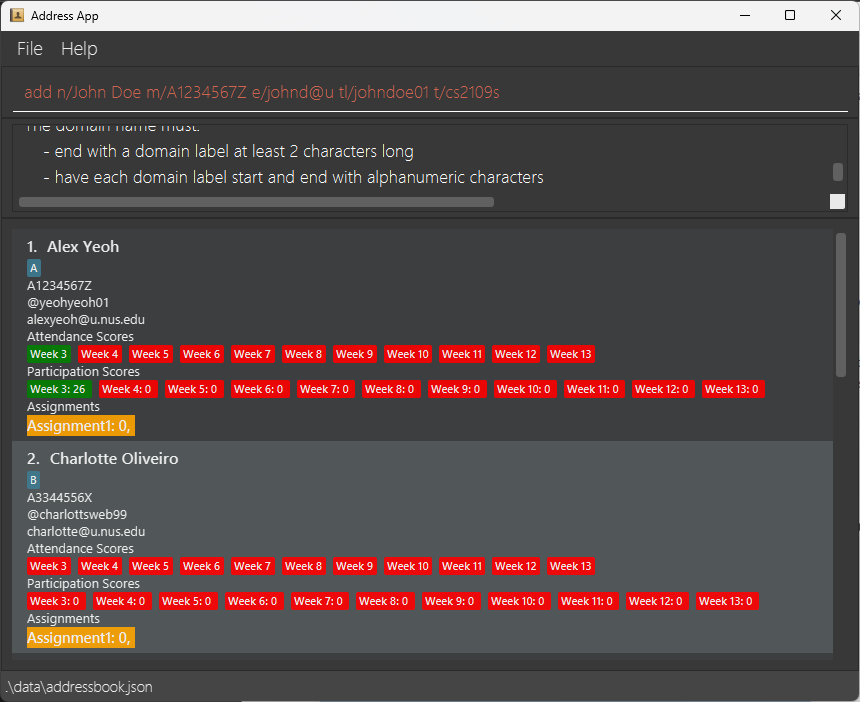 Address App
File Help
add n/John Doe m/A1234567Z e/johnd@u tl/johndoe01 t/cs2109s
The domain name must:
- end with a domain label at least 2 characters long
- have each domain label start and end with alphanumeric characters
1. Alex Yeoh
A
A1234567Z
@yeohyeoh01
alexyeoh@u.nus.edu
Attendance Scores
Week 3 Week 4 Week 5 Week 6 Week 7 Week 8 Week 9 Week 10 Week 11 Week 12 Week 13
Participation Scores
Week 3: 26 Week 4: 0 Week 5: 0 Week 6: 0 Week 7: 0 Week 8: 0 Week 9: 0 Week 10: 0 Week 11: 0 Week 12: 0 Week 13: 0
Assignments
Assignment1: 0,
2. Charlotte Oliveiro
B
A3344556X
@charlottsweb99
charlotte@u.nus.edu
Attendance Scores
Week 3 Week 4 Week 5 Week 6 Week 7 Week 8 Week 9 Week 10 Week 11 Week 12 Week 13
Participation Scores
Week 3: 0 Week 4: 0 Week 5: 0 Week 6: 0 Week 7: 0 Week 8: 0 Week 9: 0 Week 10: 0 Week 11: 0 Week 12: 0 Week 13: 0
Assignments
Assignment1: 0,
.\data\addressbook.json